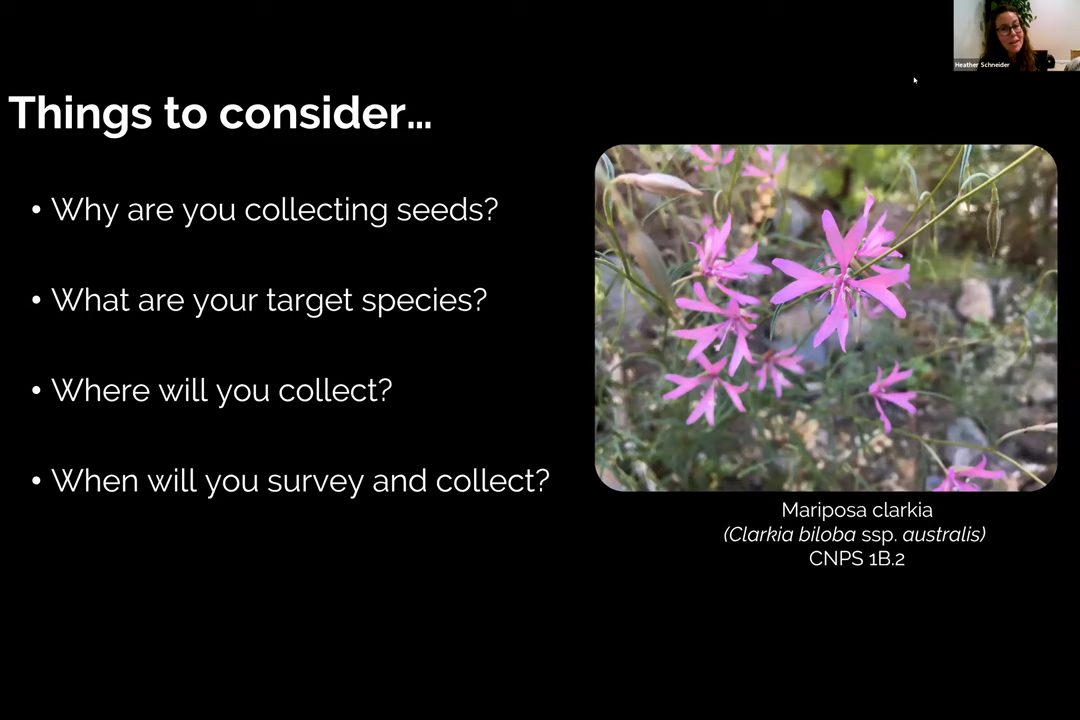 Heather Schneider
Things to consider...
• Why are you collecting seeds?
• What are your target species?
• Where will you collect?
• When will you survey and collect?
Mariposa clarkia
(Clarkia biloba ssp. australis)
CNPS 1B.2